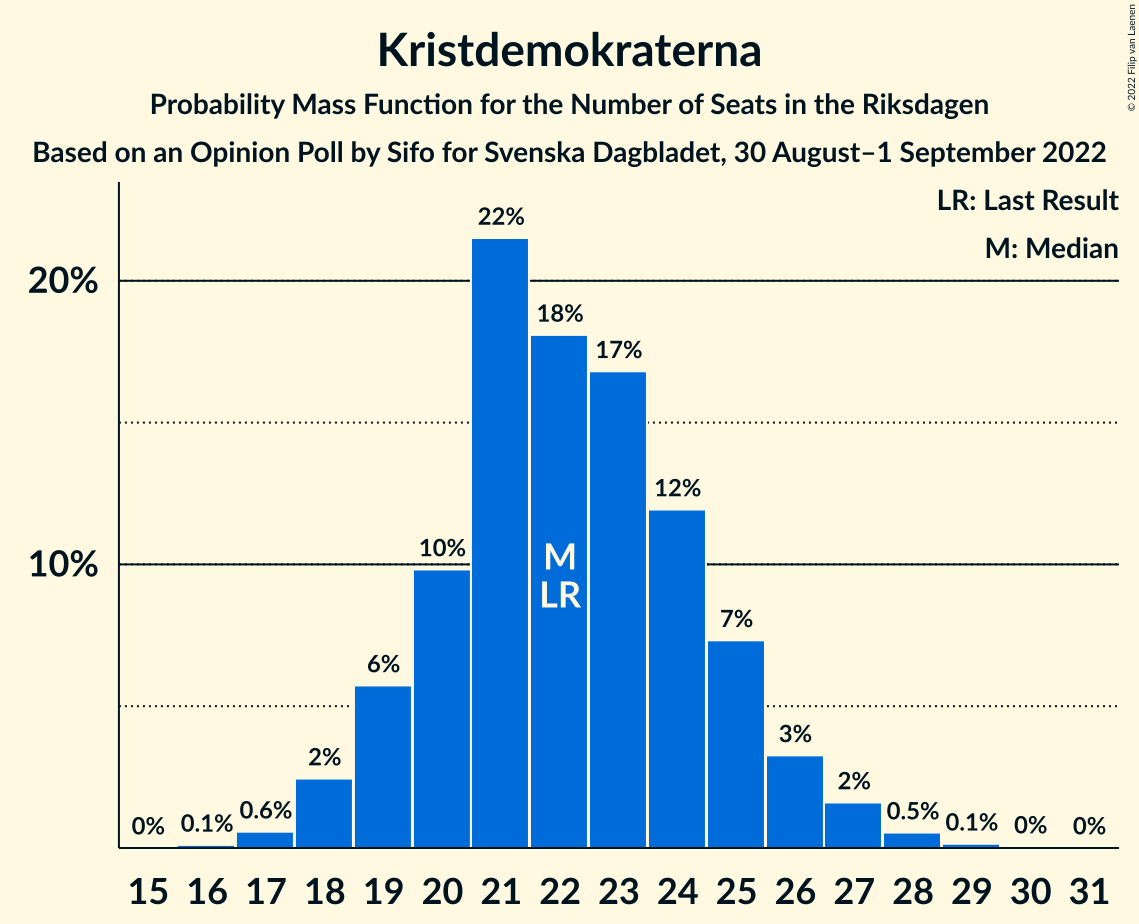 Kristdemokraterna
Probability Mass Function for the Number of Seats in the Riksdagen
Based on an Opinion Poll by Sifo for Svenska Dagbladet, 30 August–1 September 2022
© 2022 Filip van Laenen
LR: Last Result
M: Median
20%
10%
0%
0.1%
0.6%
2%
6%
10%
22%
18%
17%
12%
7%
3%
2%
0.5%
0.1%
0%
0%
M
LR
15 16 17 18 19 20 21 22 23 24 25 26 27 28 29 30 31